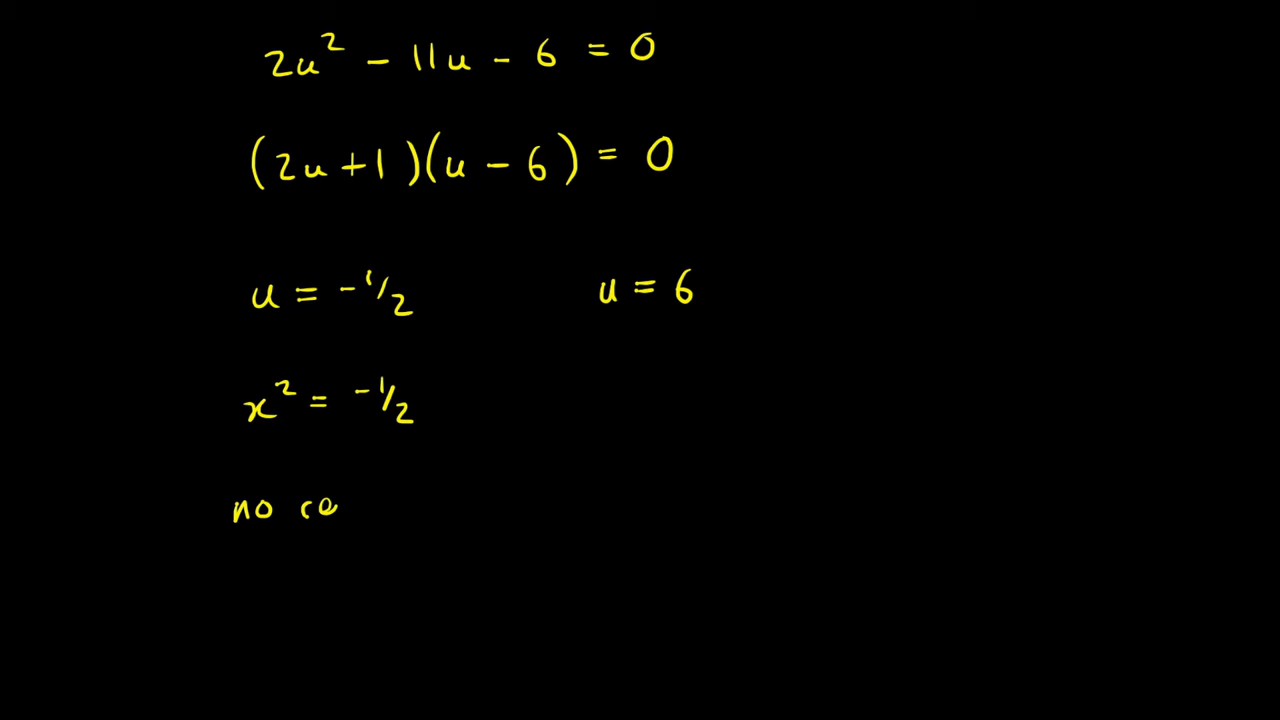 2u² - 11u - 6 = 0
(2u + 1)(u - 6) = 0
u = -1/2 u = 6
x² = -1/2
no re